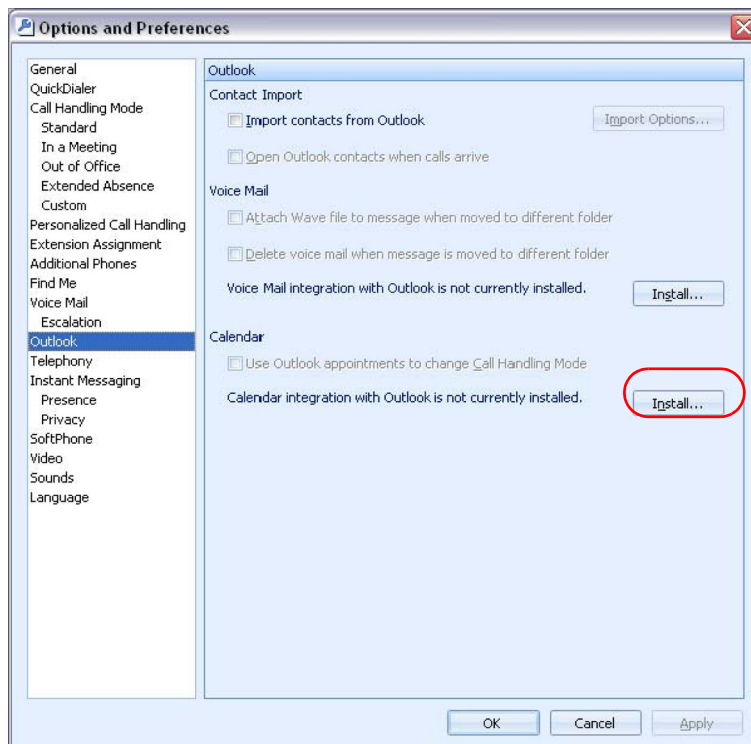 Options and Preferences
General
QuickDialer
Call Handling Mode
Standard
In a Meeting
Out of Office
Extended Absence
Custom
Personalized Call Handling
Extension Assignment
Additional Phones
Find Me
Voice Mail
Escalation
Outlook
Telephony
Instant Messaging
Presence
Privacy
SoftPhone
Video
Sounds
Language
Outlook
Contact Import
Import contacts from Outlook
Import Options...
Open Outlook contacts when calls arrive
Voice Mail
Attach Wave file to message when moved to different folder
Delete voice mail when message is moved to different folder
Voice Mail integration with Outlook is not currently installed.
Install...
Calendar
Use Outlook appointments to change Call Handling Mode
Calendar integration with Outlook is not currently installed.
Install...
OK
Cancel
Apply